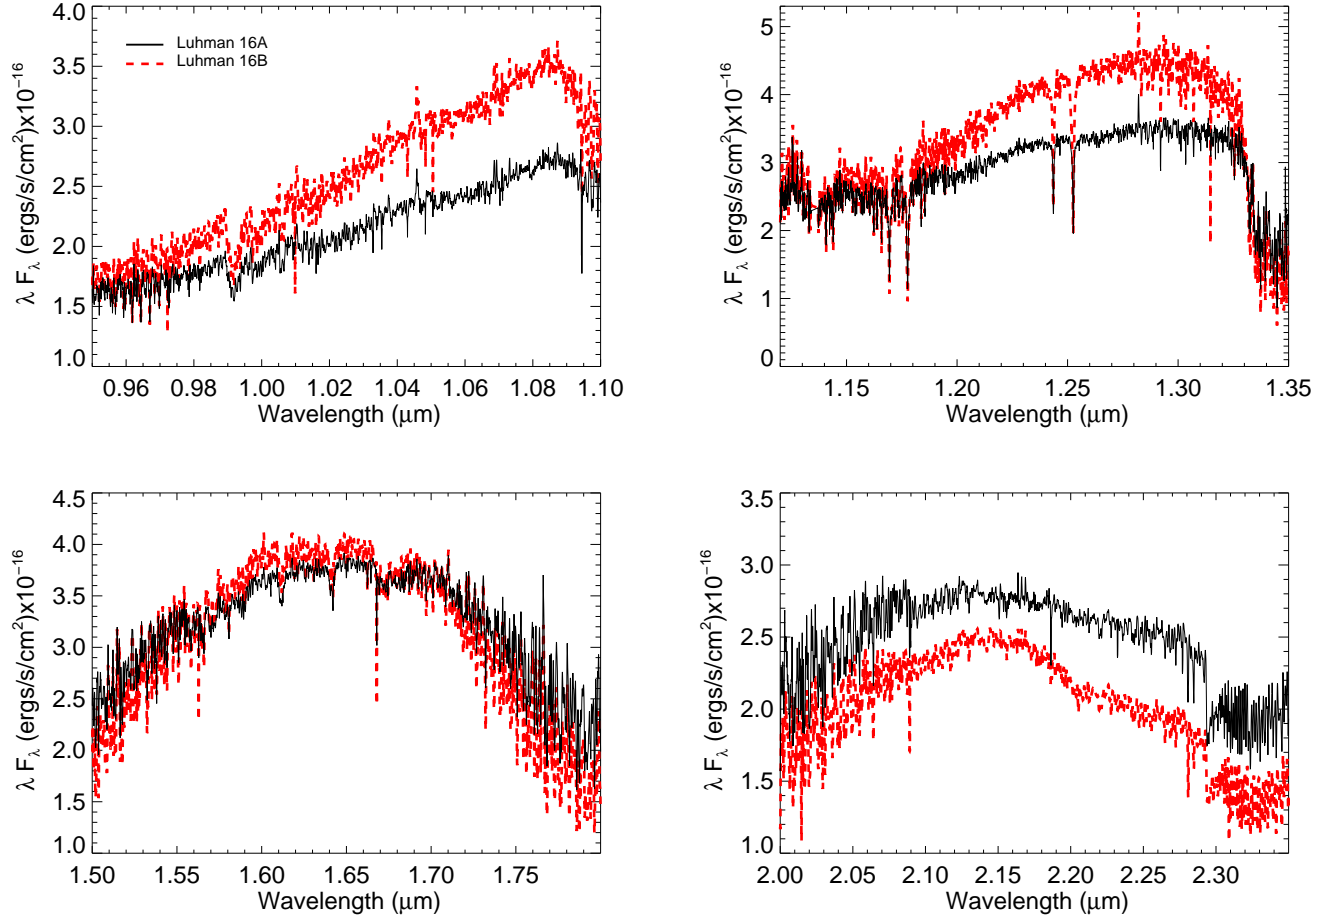 4.0
3.5
3.0
2.5
2.0
1.5
1.0
λ F_λ (ergs/s/cm²)x10⁻¹⁶
Luhman 16A
Luhman 16B
0.96 0.98 1.00 1.02 1.04 1.06 1.08 1.10
Wavelength (μm)
5
4
3
2
1
0
λ F_λ (ergs/s/cm²)x10⁻¹⁶
1.15 1.20 1.25 1.30 1.35
Wavelength (μm)
4.5
4.0
3.5
3.0
2.5
2.0
1.5
1.0
λ F_λ (ergs/s/cm²)x10⁻¹⁶
1.50 1.55 1.60 1.65 1.70 1.75
Wavelength (μm)
3.5
3.0
2.5
2.0
1.5
1.0
λ F_λ (ergs/s/cm²)x10⁻¹⁶
2.00 2.05 2.10 2.15 2.20 2.25 2.30
Wavelength (μm)